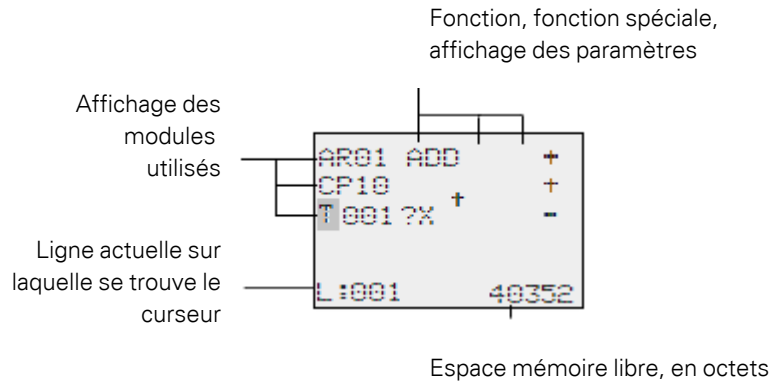 Fonction, fonction spéciale,
affichage des paramètres
Affichage des
modules
utilisés
AR01 ADD +
CP10 +
T 001 ?X † -
Ligne actuelle sur
laquelle se trouve le
curseur
L:001 40352
Espace mémoire libre, en octets